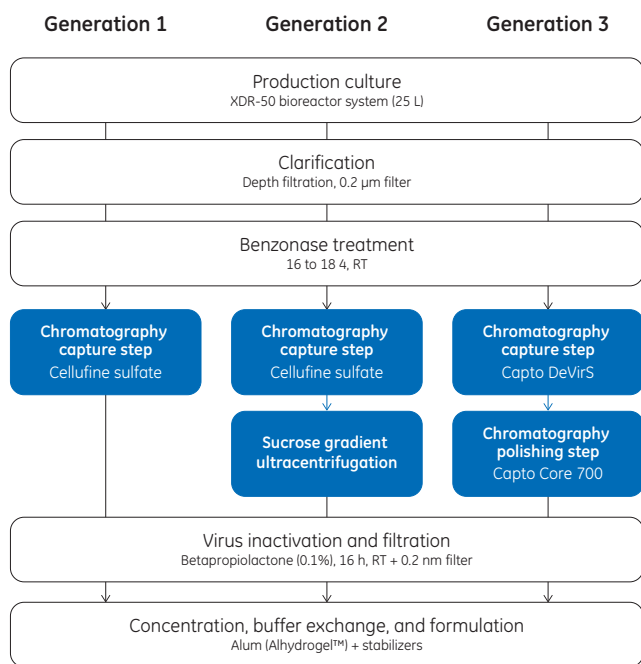 Generation 1 Generation 2 Generation 3
Production culture
XDR-50 bioreactor system (25 L)
Clarification
Depth filtration, 0.2 µm filter
Benzonase treatment
16 to 18 4, RT
Chromatography
capture step
Cellufine sulfate
Chromatography
capture step
Cellufine sulfate
Chromatography
capture step
Capto DeVirS
Sucrose gradient
ultracentrifugation
Chromatography
polishing step
Capto Core 700
Virus inactivation and filtration
Betapropiolactone (0.1%), 16 h, RT + 0.2 nm filter
Concentration, buffer exchange, and formulation
Alum (Alhydrogel™) + stabilizers